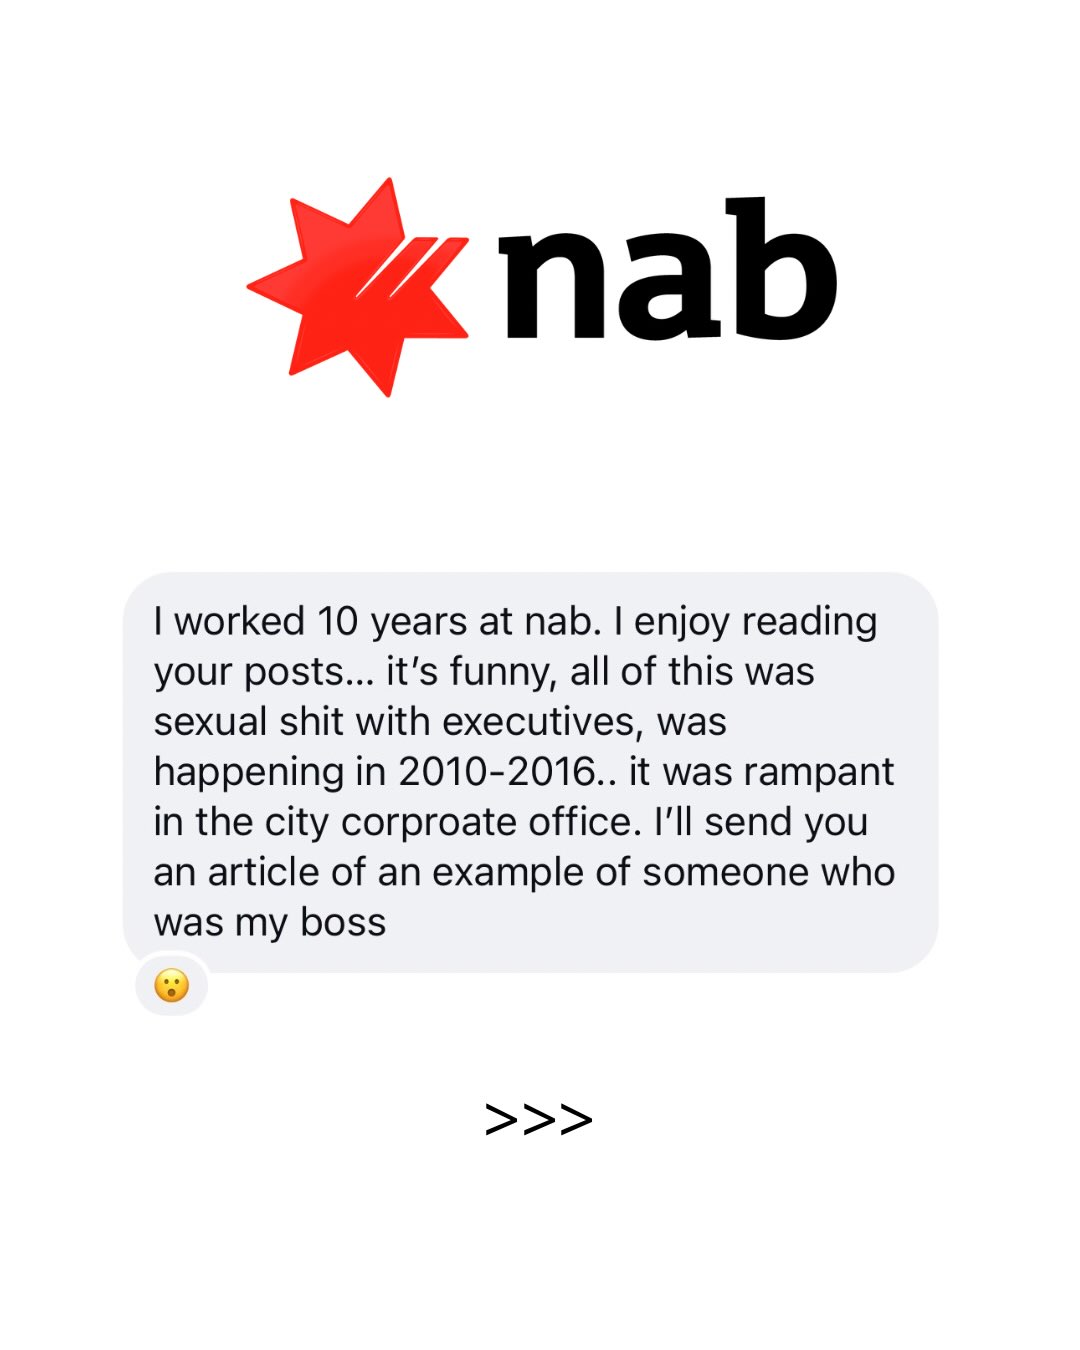 nab
I worked 10 years at nab. I enjoy reading
your posts... it’s funny, all of this was
sexual shit with executives, was
happening in 2010-2016.. it was rampant
in the city corproate office. I’ll send you
an article of an example of someone who
was my boss
>>>